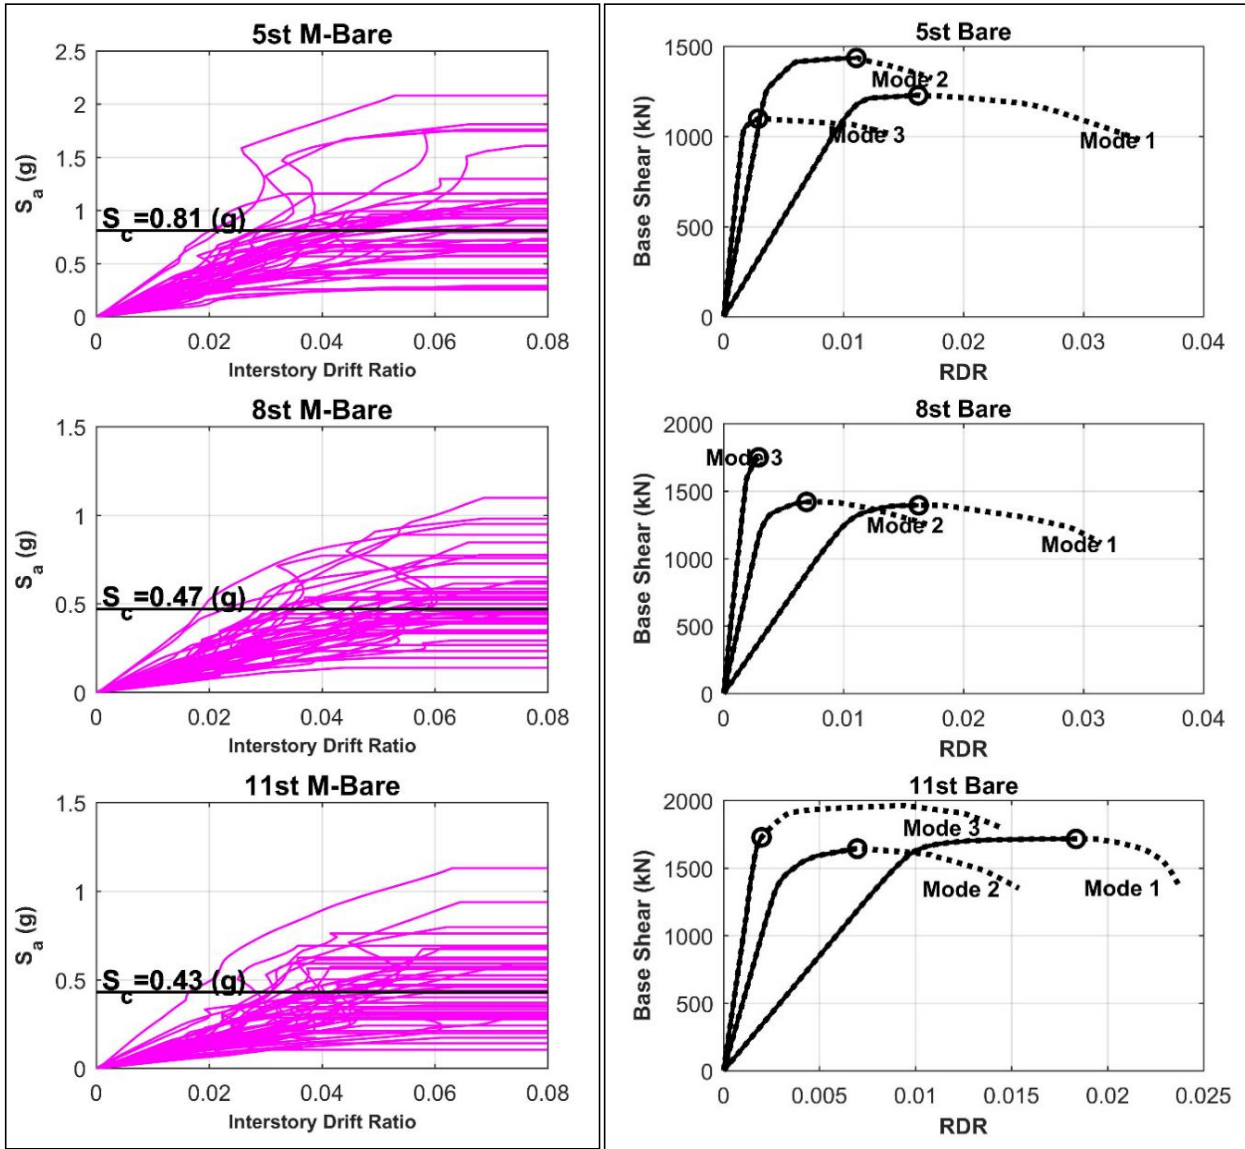 5st M-Bare
2.5
2
1.5
1
0.5
0
S_a (g)
S_c=0.81 (g)
0 0.02 0.04 0.06 0.08
Interstory Drift Ratio
5st Bare
1500
1000
500
0
Base Shear (kN)
Mode 2
Mode 3
Mode 1
0 0.01 0.02 0.03 0.04
RDR
8st M-Bare
1.5
1
0.5
0
S_a (g)
S_c=0.47 (g)
0 0.02 0.04 0.06 0.08
Interstory Drift Ratio
8st Bare
2000
1500
1000
500
0
Base Shear (kN)
Mode 3
Mode 2
Mode 1
0 0.01 0.02 0.03 0.04
RDR
11st M-Bare
1.5
1
0.5
0
S_a (g)
S_c=0.43 (g)
0 0.02 0.04 0.06 0.08
Interstory Drift Ratio
11st Bare
2000
1500
1000
500
0
Base Shear (kN)
Mode 3
Mode 2
Mode 1
0 0.005 0.01 0.015 0.02 0.025
RDR